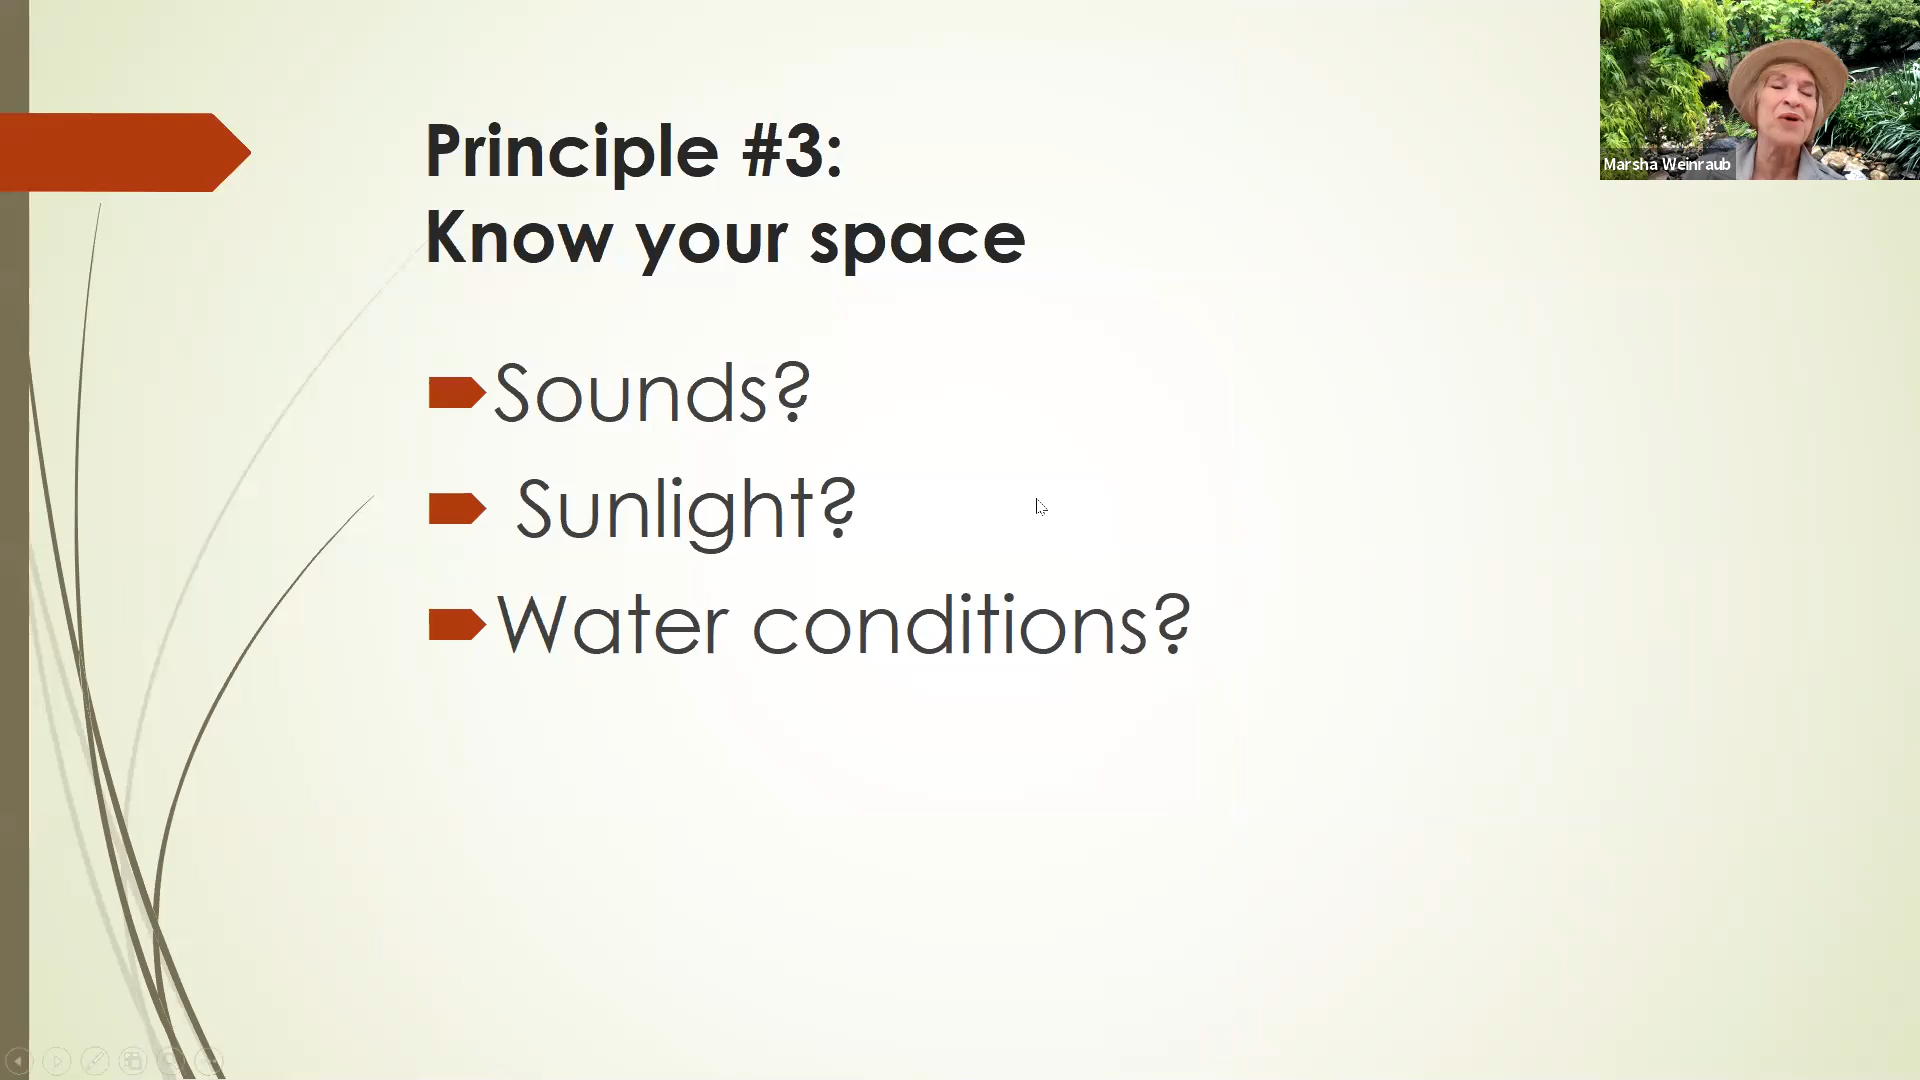 Principle #3:
Know your space
Sounds?
Sunlight?
Water conditions?
Marsha Weinraub